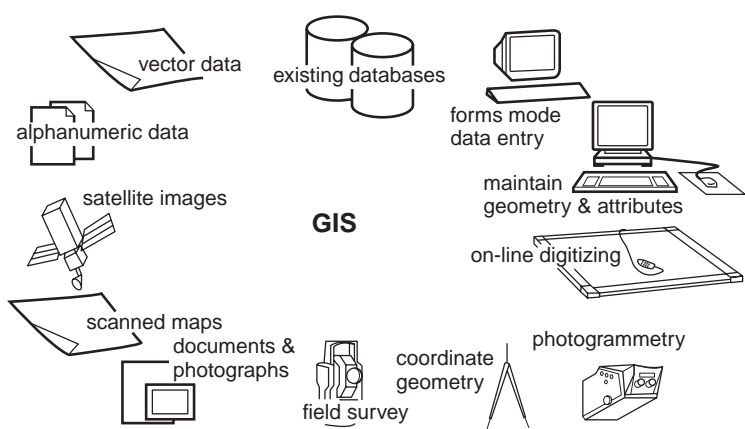 vector data
existing databases
forms mode
data entry
alphanumeric data
maintain
geometry & attributes
satellite images
GIS
on-line digitizing
scanned maps
documents &
photographs
field survey
coordinate
geometry
photogrammetry